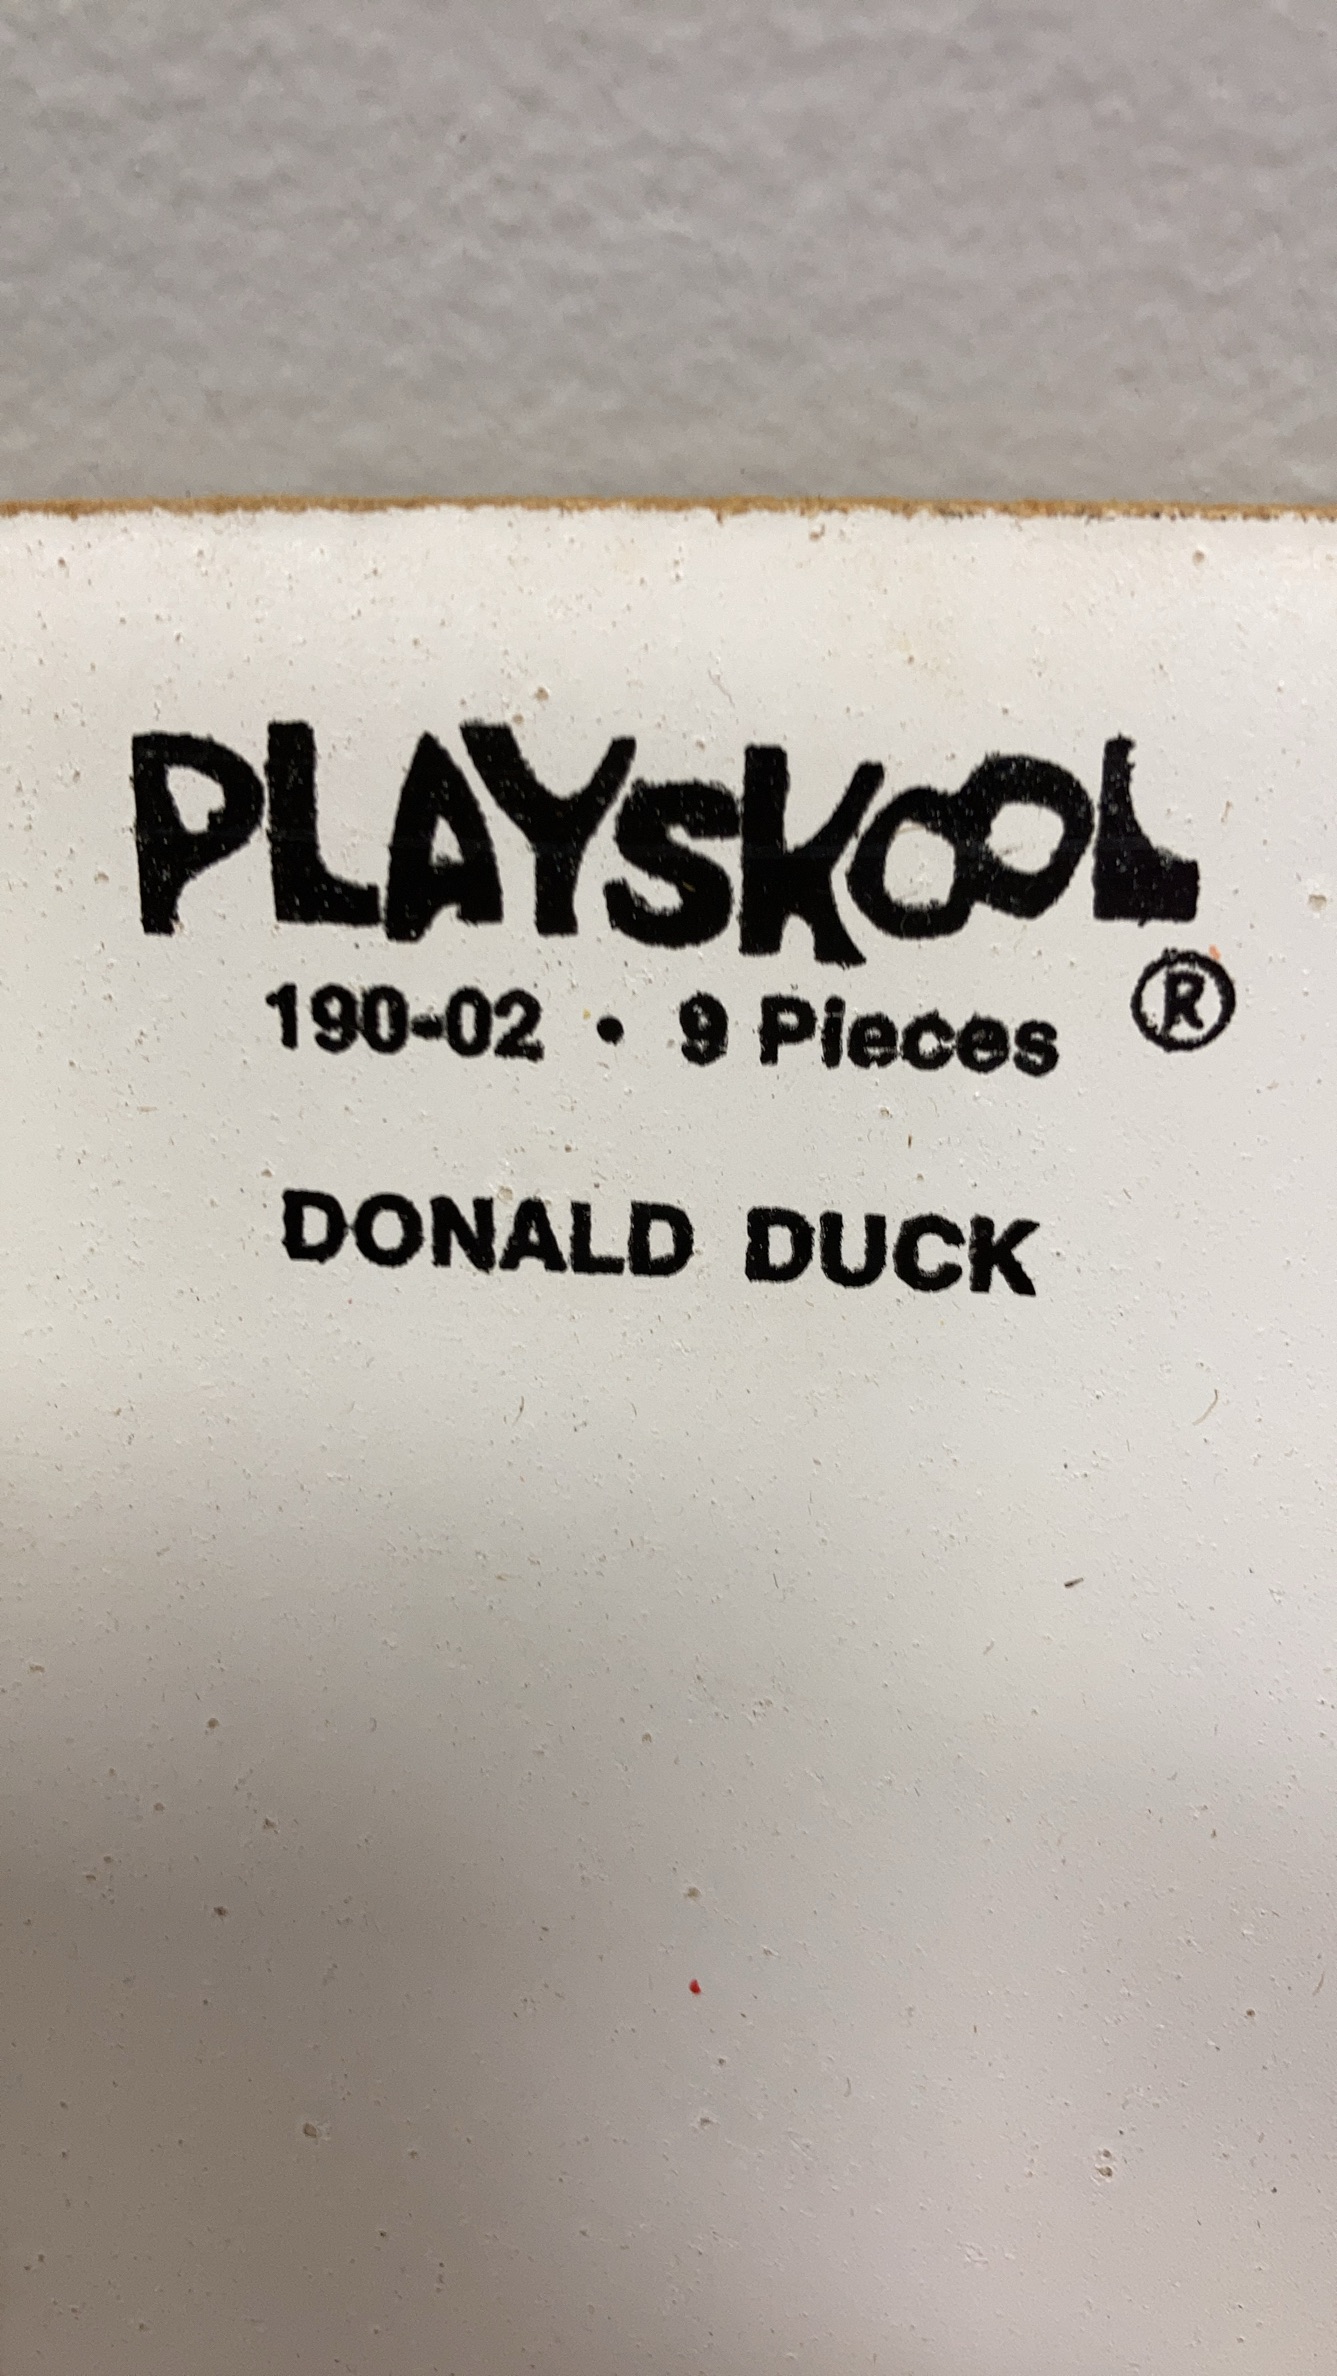 PLAYSKOOL®
190-02 • 9 Pieces
DONALD DUCK